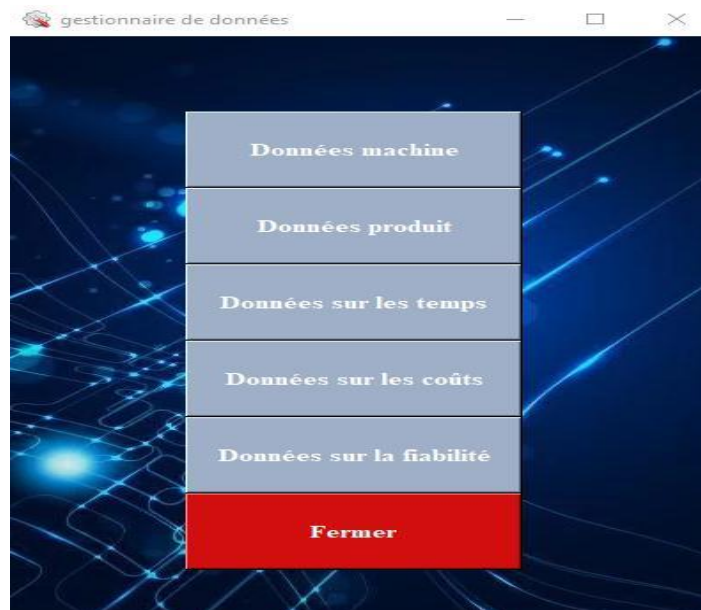 gestionnaire de données
Données machine
Données produit
Données sur les temps
Données sur les coûts
Données sur la fiabilité
Fermer